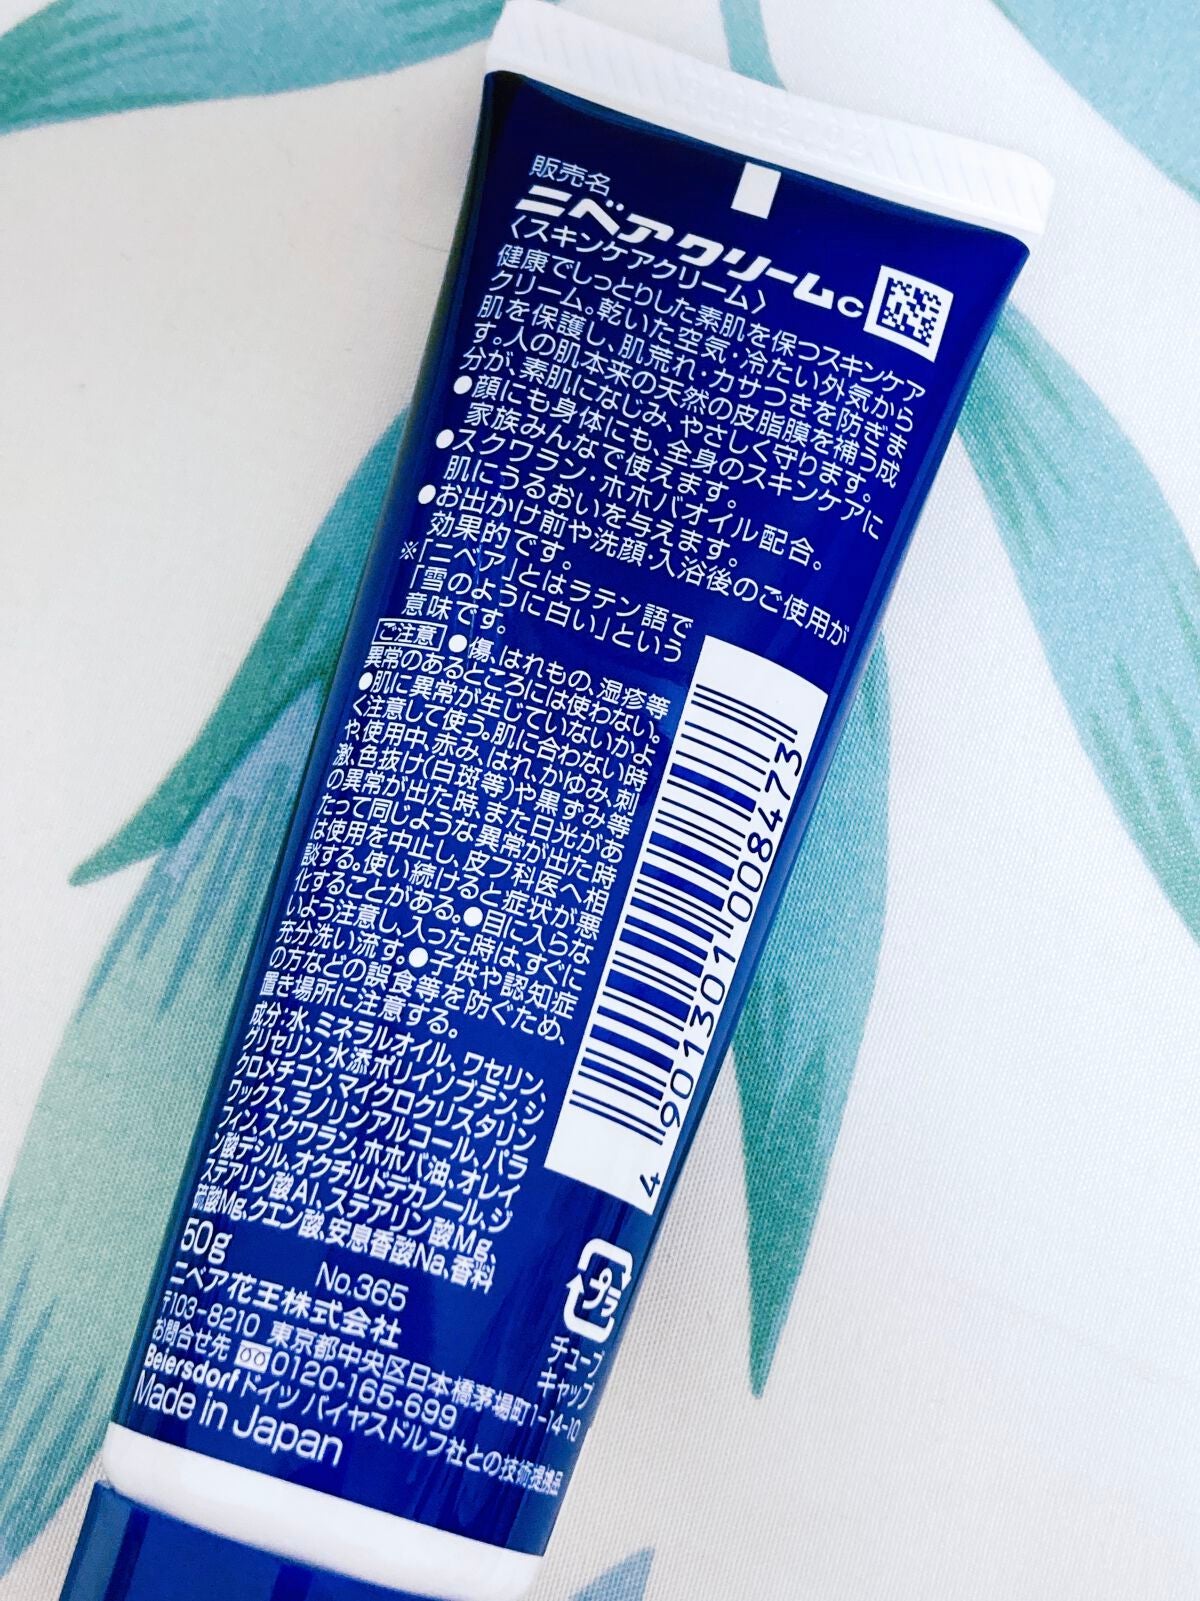 販売名
ニベアクリームc
〈スキンケアクリーム〉
健康でしっとりした素肌を保つスキンケア
クリーム。乾いた空気・冷たい外気から
肌を保護し、肌荒れ・カサつきを防ぎま
す。人の肌本来の天然の皮脂膜を補う成
分が、素肌になじみ、やさしく守ります。
●顔にも身体にも、全身のスキンケアに
家族みんなで使えます。
●スクワラン・ホホバオイル配合。
肌にうるおいを与えます。
●お出かけ前や洗顔・入浴後のご使用が
効果的です。
※「ニベア」とはラテン語で
「雪のように白い」という
意味です。
ご注意 ●傷、はれもの、湿疹等
異常のあるところには使わない。
●肌に異常が生じていないかよ
く注意して使う。肌に合わない時
や、使用中、赤み、はれ、かゆみ、刺
激、色抜け(白斑等)や黒ずみ等
の異常が出た時、また日光があ
たって同じような異常が出た時
は使用を中止し、皮フ科医へ相
談する。使い続けると症状が悪
化することがある。●目に入らな
いよう注意し、入った時は、すぐに
充分洗い流す。●子供や認知症
の方などの誤食等を防ぐため、
置き場所に注意する。
成分:水、ミネラルオイル、ワセリン、
グリセリン、水添ポリイソブテン、シ
クロメチコン、マイクロクリスタリン
ワックス、ラノリンアルコール、パラ
フィン、スクワラン、ホホバ油、オレイ
ン酸デシル、オクチルドデカノール、ジ
ステアリン酸Al、ステアリン酸Mg、
硫酸Mg、クエン酸、安息香酸Na、香料
50g
No.365
ニベア花王株式会社
〒103-8210 東京都中央区日本橋茅場町1-14-10
お問合せ先 0120-165-699
Beiersdorf ドイツ バイヤスドルフ社との技術提携品
Made in Japan
4 901301 008473
プラ
チューブ
キャップ